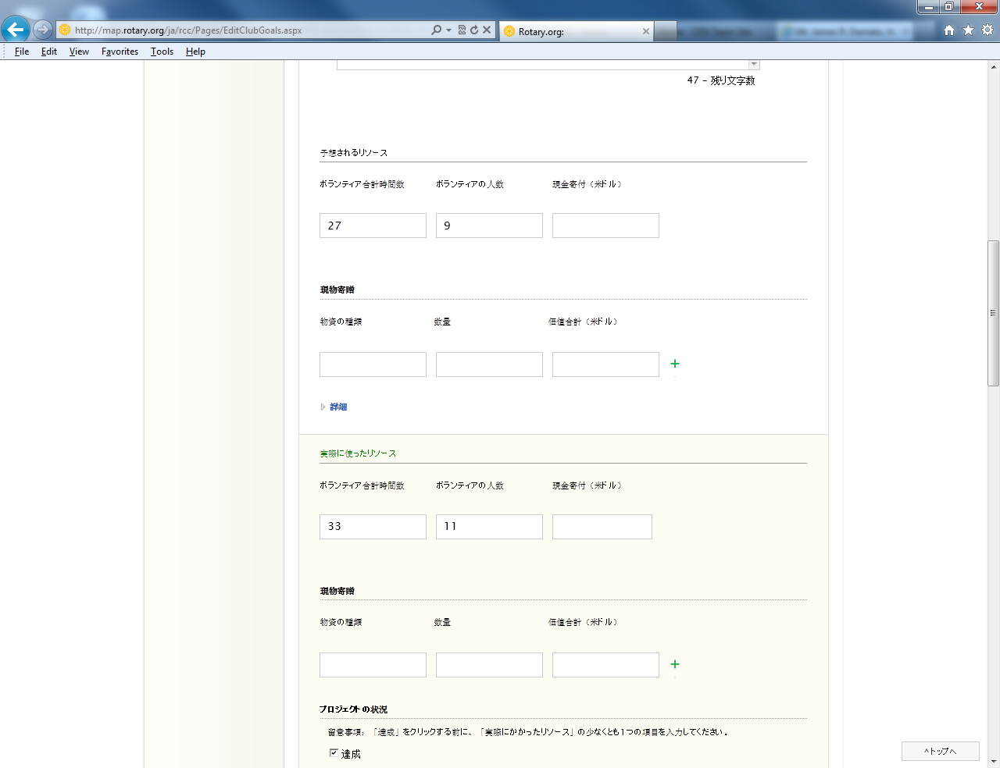 http://map.rotary.org/ja/rcc/Pages/EditClubGoals.aspx
Rotary.org:
File Edit View Favorites Tools Help
47 - 残り文字数
予想されるリソース
ボランティア合計時間数 ボランティアの人数 現金寄付（米ドル）
27 9
現物寄贈
物資の種類 数量 価値合計（米ドル）
+
詳細
実際に使ったリソース
ボランティア合計時間数 ボランティアの人数 現金寄付（米ドル）
33 11
現物寄贈
物資の種類 数量 価値合計（米ドル）
+
プロジェクトの状況
留意事項: 「達成」をクリックする前に、「実際にかかったリソース」の少なくとも1つの項目を入力してください。
達成
^トップへ